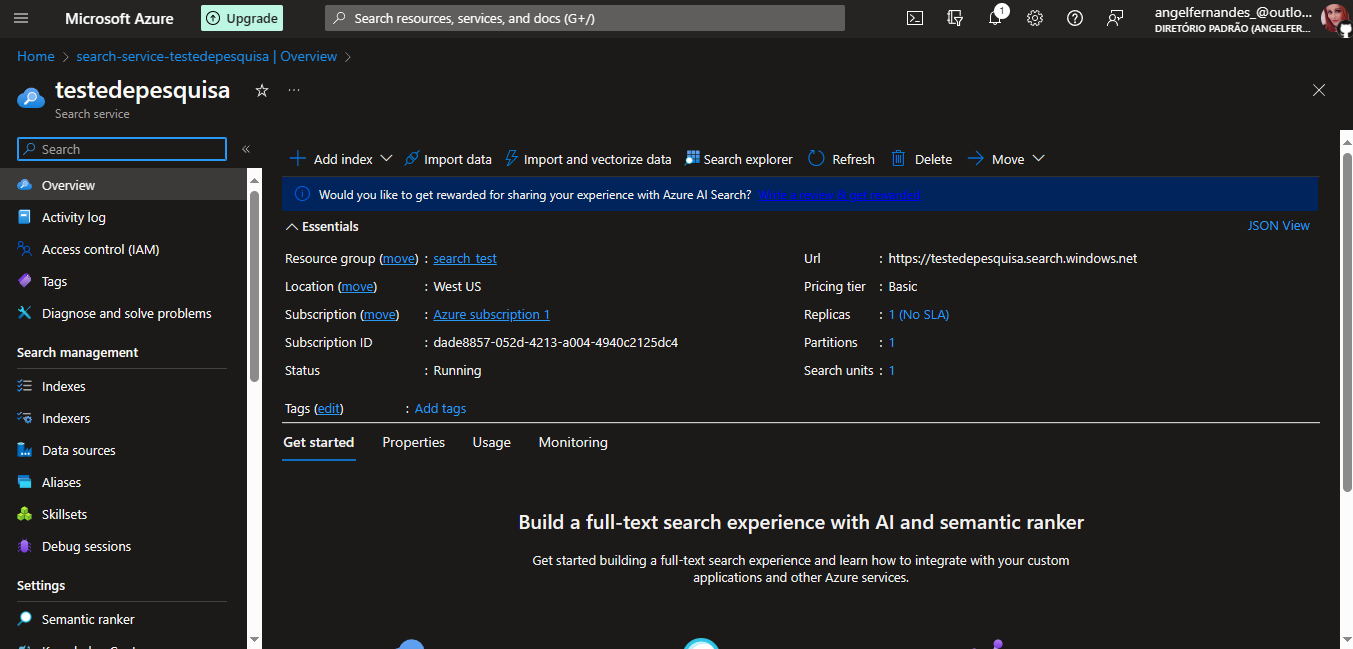 Microsoft Azure
Upgrade
Search resources, services, and docs (G+/)
1
angelfernandes_@outlo...
DIRETÓRIO PADRÃO (ANGELFER...
Home > search-service-testedepesquisa | Overview >
testedepesquisa
...
Search service
Search
«
Overview
Activity log
Access control (IAM)
Tags
Diagnose and solve problems
Search management
Indexes
Indexers
Data sources
Aliases
Skillsets
Debug sessions
Settings
Semantic ranker
Add index
Import data
Import and vectorize data
Search explorer
Refresh
Delete
Move
Would you like to get rewarded for sharing your experience with Azure AI Search?
Essentials
JSON View
Resource group (move) : search_test
Location (move) : West US
Subscription (move) : Azure subscription 1
Subscription ID : dade8857-052d-4213-a004-4940c2125dc4
Status : Running
Url : https://testedepesquisa.search.windows.net
Pricing tier : Basic
Replicas : 1 (No SLA)
Partitions : 1
Search units : 1
Tags (edit) : Add tags
Get started
Properties
Usage
Monitoring
Build a full-text search experience with AI and semantic ranker
Get started building a full-text search experience and learn how to integrate with your custom
applications and other Azure services.